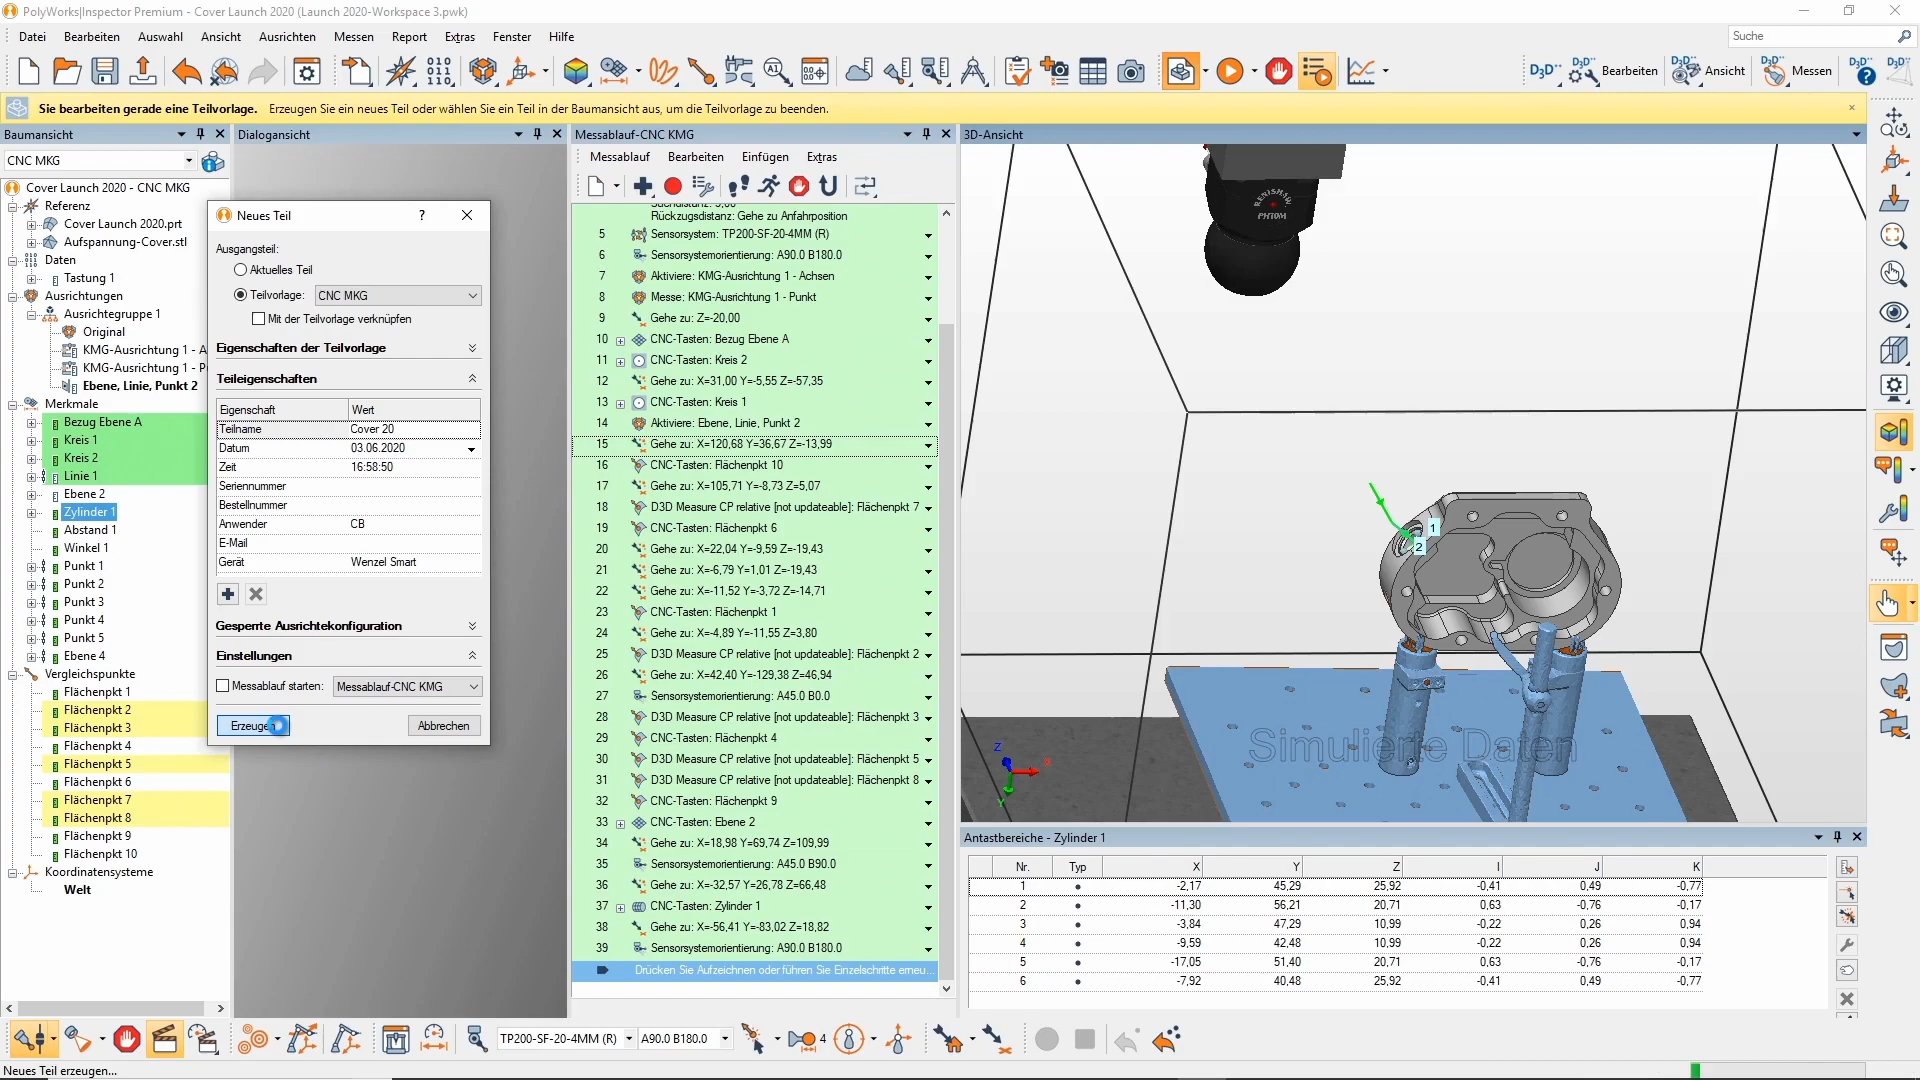 PolyWorks|Inspector Premium - Cover Launch 2020 (Launch 2020-Workspace 3.pwk)
Datei Bearbeiten Auswahl Ansicht Ausrichten Messen Report Extras Fenster Hilfe
Suche
Bearbeiten Ansicht Messen
Sie bearbeiten gerade eine Teilvorlage. Erzeugen Sie ein neues Teil oder wählen Sie ein Teil in der Baumansicht aus, um die Teilvorlage zu beenden.
Baumansicht
CNC MKG
Cover Launch 2020 - CNC MKG
Referenz
Cover Launch 2020.prt
Aufspannung-Cover.stl
Daten
Tastung 1
Ausrichtungen
Ausrichtegruppe 1
Original
KMG-Ausrichtung 1 - A
KMG-Ausrichtung 1 - P
Ebene, Linie, Punkt 2
Merkmale
Bezug Ebene A
Kreis 1
Kreis 2
Linie 1
Ebene 2
Zylinder 1
Abstand 1
Winkel 1
Punkt 1
Punkt 2
Punkt 3
Punkt 4
Punkt 5
Ebene 4
Vergleichspunkte
Flächenpkt 1
Flächenpkt 2
Flächenpkt 3
Flächenpkt 4
Flächenpkt 5
Flächenpkt 6
Flächenpkt 7
Flächenpkt 8
Flächenpkt 9
Flächenpkt 10
Koordinatensysteme
Welt
Dialogansicht
Neues Teil ?
Ausgangsteil:
Aktuelles Teil
Teilvorlage: CNC MKG
Mit der Teilvorlage verknüpfen
Eigenschaften der Teilvorlage
Teileigenschaften
Eigenschaft Wert
Teilname Cover 20
Datum 03.06.2020
Zeit 16:58:50
Seriennummer
Bestellnummer
Anwender CB
E-Mail
Gerät Wenzel Smart
Gesperrte Ausrichtekonfiguration
Einstellungen
Messablauf starten: Messablauf-CNC KMG
Erzeugen Abbrechen
Messablauf-CNC KMG
Messablauf Bearbeiten Einfügen Extras
Rückzugsdistanz: Gehe zu Anfahrposition
5 Sensorsystem: TP200-SF-20-4MM (R)
6 Sensorsystemorientierung: A90.0 B180.0
7 Aktiviere: KMG-Ausrichtung 1 - Achsen
8 Messe: KMG-Ausrichtung 1 - Punkt
9 Gehe zu: Z=-20,00
10 CNC-Tasten: Bezug Ebene A
11 CNC-Tasten: Kreis 2
12 Gehe zu: X=31,00 Y=-5,55 Z=-57,35
13 CNC-Tasten: Kreis 1
14 Aktiviere: Ebene, Linie, Punkt 2
15 Gehe zu: X=120,68 Y=36,67 Z=-13,99
16 CNC-Tasten: Flächenpkt 10
17 Gehe zu: X=105,71 Y=-8,73 Z=5,07
18 D3D Measure CP relative [not updateable]: Flächenpkt 7
19 CNC-Tasten: Flächenpkt 6
20 Gehe zu: X=22,04 Y=-9,59 Z=-19,43
21 Gehe zu: X=-6,79 Y=1,01 Z=-19,43
22 Gehe zu: X=-11,52 Y=-3,72 Z=-14,71
23 CNC-Tasten: Flächenpkt 1
24 Gehe zu: X=-4,89 Y=-11,55 Z=3,80
25 D3D Measure CP relative [not updateable]: Flächenpkt 2
26 Gehe zu: X=42,40 Y=-129,38 Z=46,94
27 Sensorsystemorientierung: A45.0 B0.0
28 D3D Measure CP relative [not updateable]: Flächenpkt 3
29 CNC-Tasten: Flächenpkt 4
30 D3D Measure CP relative [not updateable]: Flächenpkt 5
31 D3D Measure CP relative [not updateable]: Flächenpkt 8
32 CNC-Tasten: Flächenpkt 9
33 CNC-Tasten: Ebene 2
34 Gehe zu: X=18,98 Y=69,74 Z=109,99
35 Sensorsystemorientierung: A45.0 B90.0
36 Gehe zu: X=-32,57 Y=26,78 Z=66,48
37 CNC-Tasten: Zylinder 1
38 Gehe zu: X=-56,41 Y=-83,02 Z=18,82
39 Sensorsystemorientierung: A90.0 B180.0
Drücken Sie Aufzeichnen oder führen Sie Einzelschritte erneu...
3D-Ansicht
RENISHAW
PH10M
1
2
Simulierte Daten
Z
X
Y
Antastbereiche - Zylinder 1
Nr. Typ X Y Z I J K
1 -2,17 45,29 25,92 -0,41 0,49 -0,77
2 -11,30 56,21 20,71 0,63 -0,76 -0,17
3 -3,84 47,29 10,99 -0,22 0,26 0,94
4 -9,59 42,48 10,99 -0,22 0,26 0,94
5 -17,05 51,40 20,71 0,63 -0,76 -0,17
6 -7,92 40,48 25,92 -0,41 0,49 -0,77
TP200-SF-20-4MM (R) A90.0 B180.0 4
Neues Teil erzeugen...